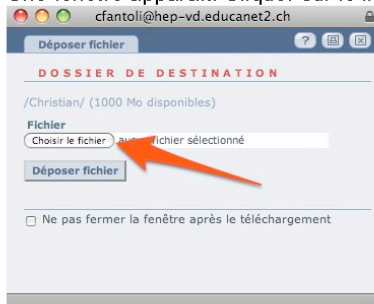 cfantoli@hep-vd.educanet2.ch
Déposer fichier
?
DOSSIER DE DESTINATION
/Christian/ (1000 Mo disponibles)
Fichier
Choisir le fichier fichier sélectionné
Déposer fichier
Ne pas fermer la fenêtre après le téléchargement